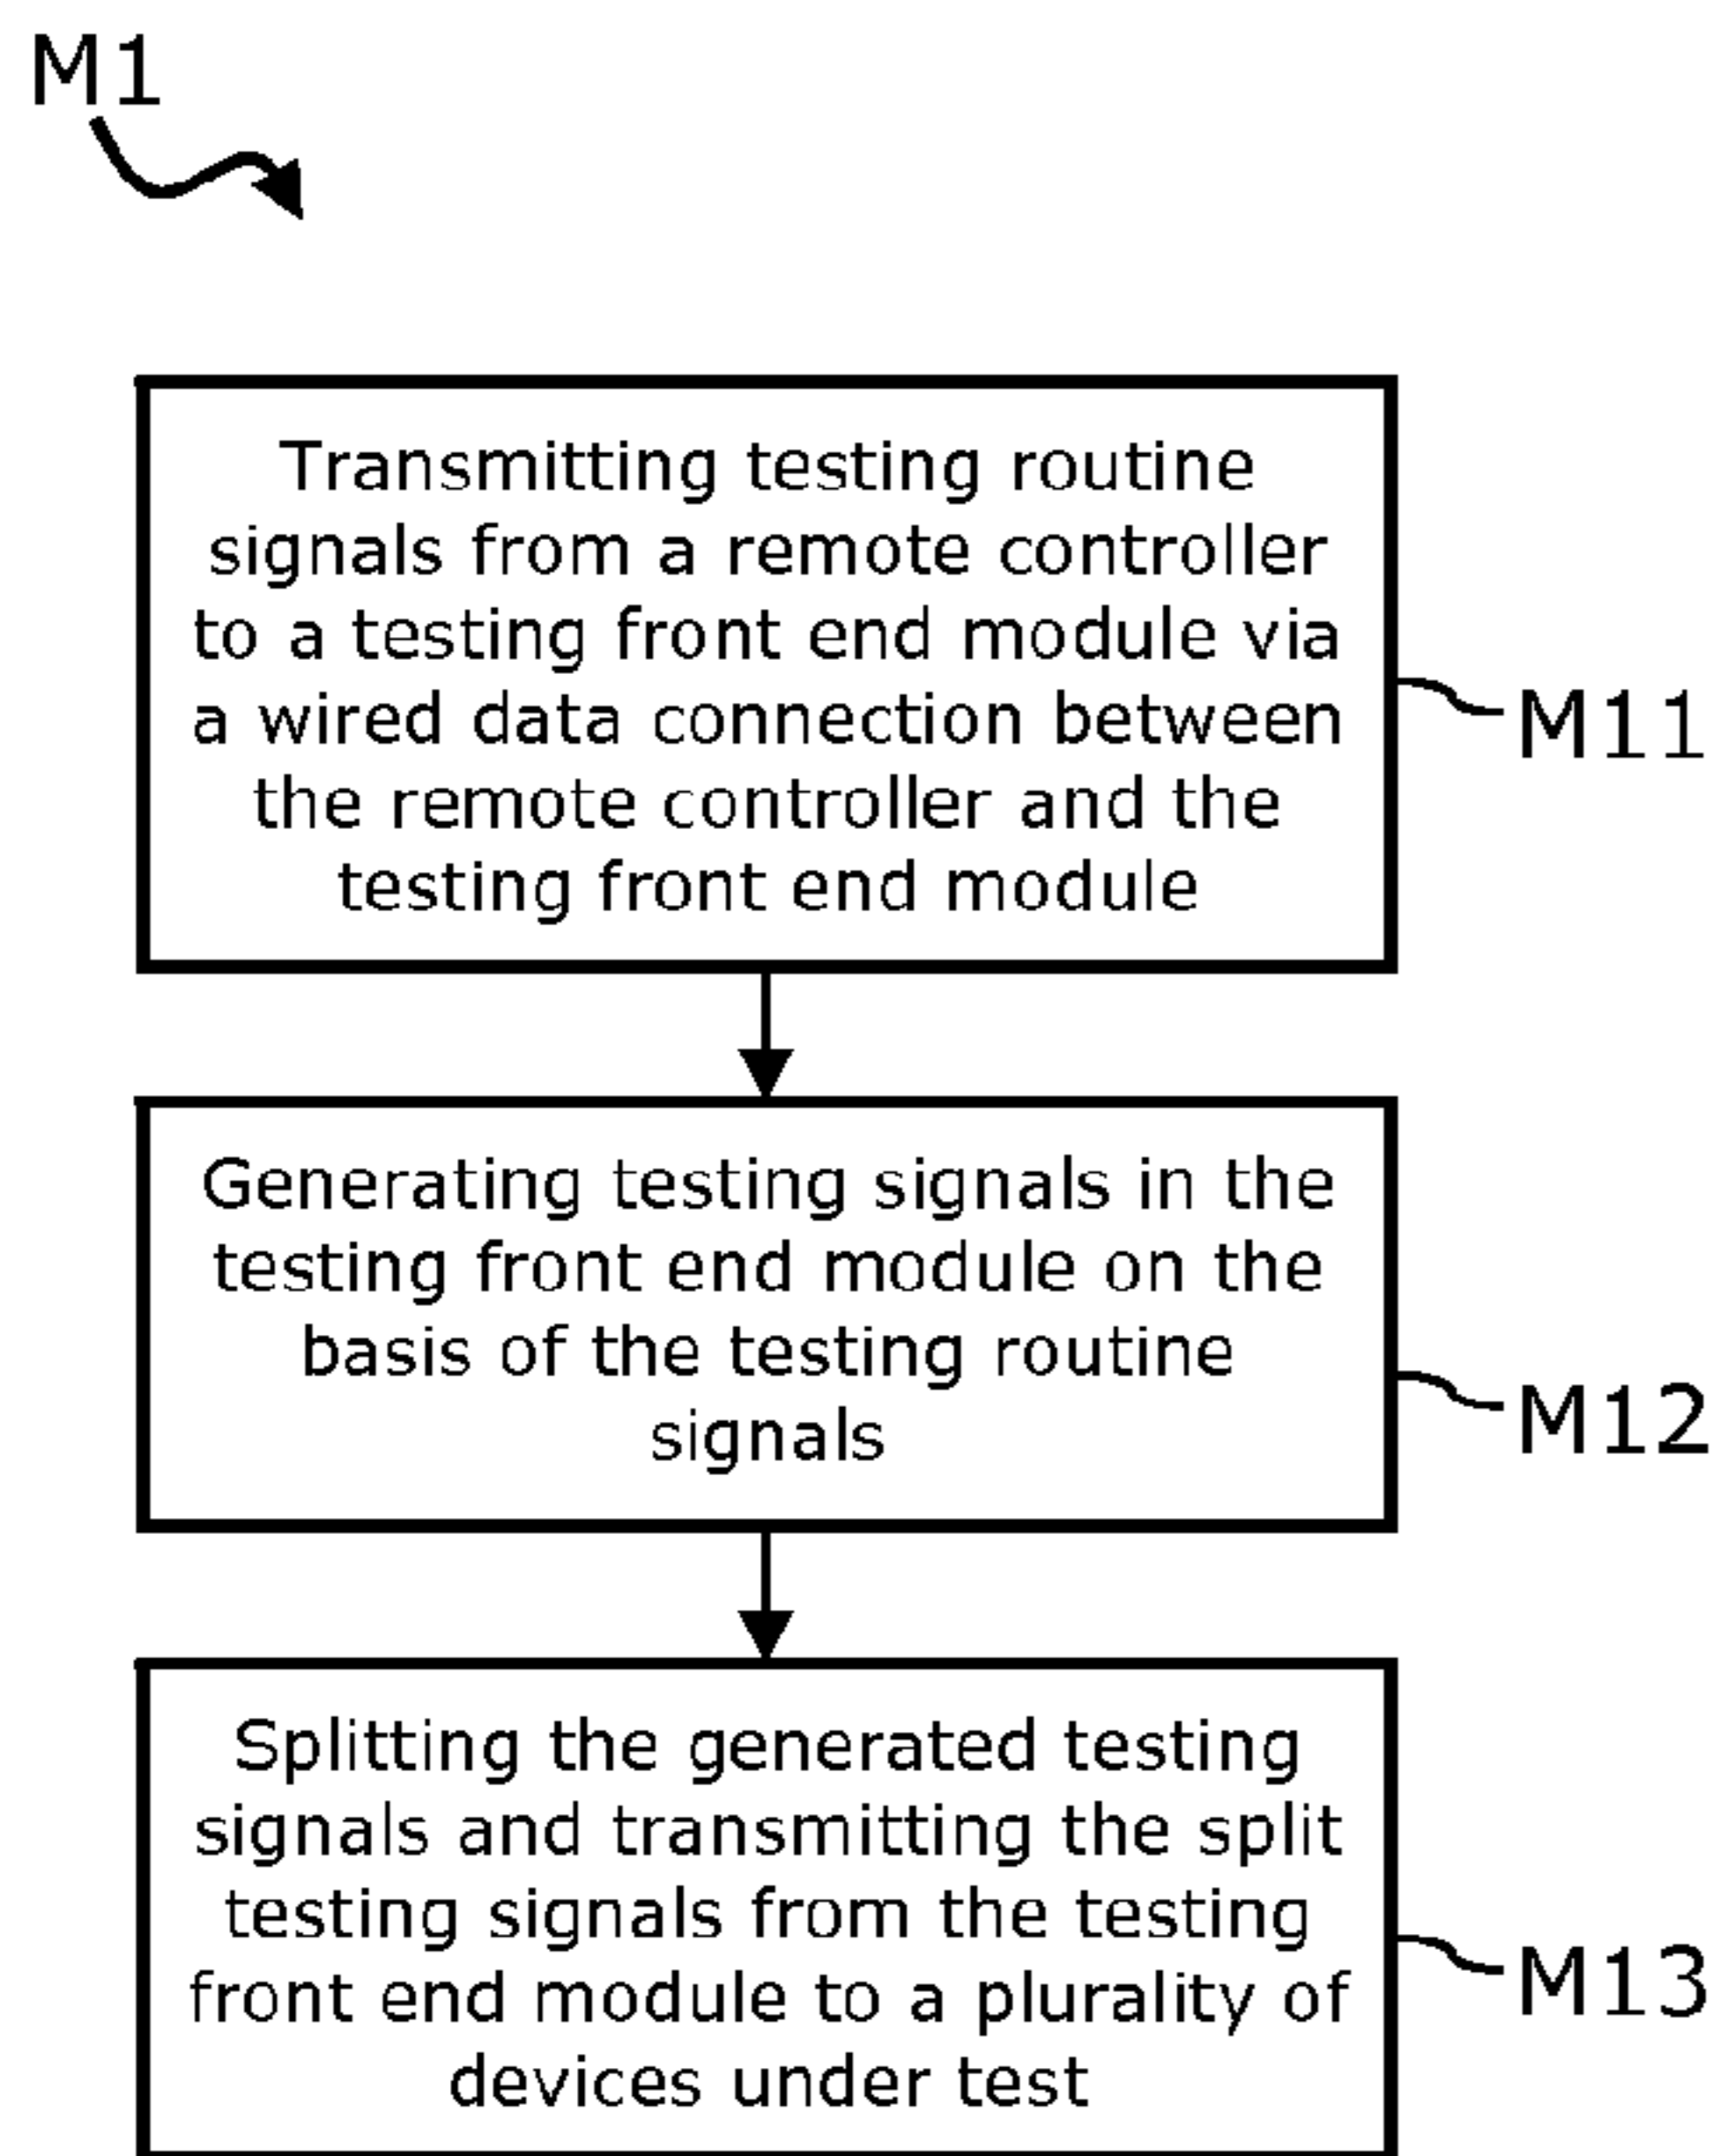 M1
Transmitting testing routine
signals from a remote controller
to a testing front end module via
a wired data connection between
the remote controller and the
testing front end module
M11
Generating testing signals in the
testing front end module on the
basis of the testing routine
signals
M12
Splitting the generated testing
signals and transmitting the split
testing signals from the testing
front end module to a plurality of
devices under test
M13